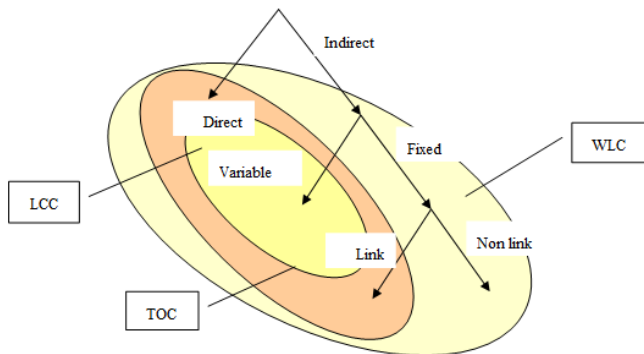 Indirect
Direct
Fixed
WLC
Variable
LCC
Non link
Link
TOC